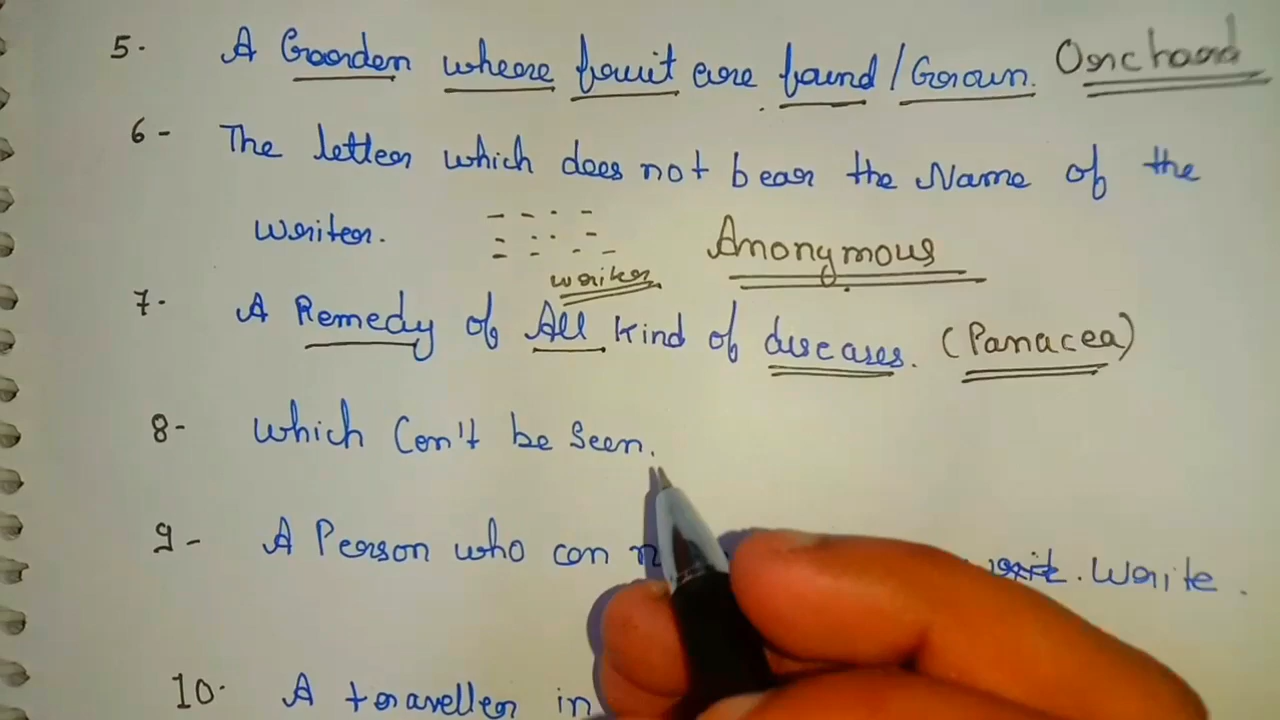 5. A Garden where fruit are found / Grown. Orchard
6- The letter which does not bear the Name of the
writer. Anonymous
writer
7. A Remedy of All kind of diseases. (Panacea)
8- which Can't be Seen.
9- A Person who can Write.
10. A traveller in